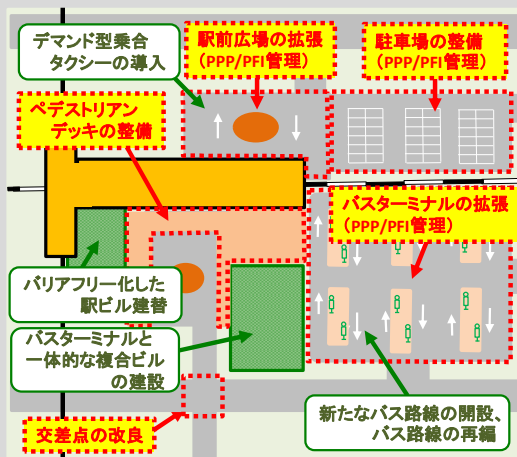 デマンド型乗合
タクシーの導入
駅前広場の拡張
（PPP/PFI管理）
駐車場の整備
（PPP/PFI管理）
ペデストリアン
デッキの整備
バスターミナルの拡張
（PPP/PFI管理）
バリアフリー化した
駅ビル建替
バスターミナルと
一体的な複合ビル
の建設
新たなバス路線の開設、
バス路線の再編
交差点の改良